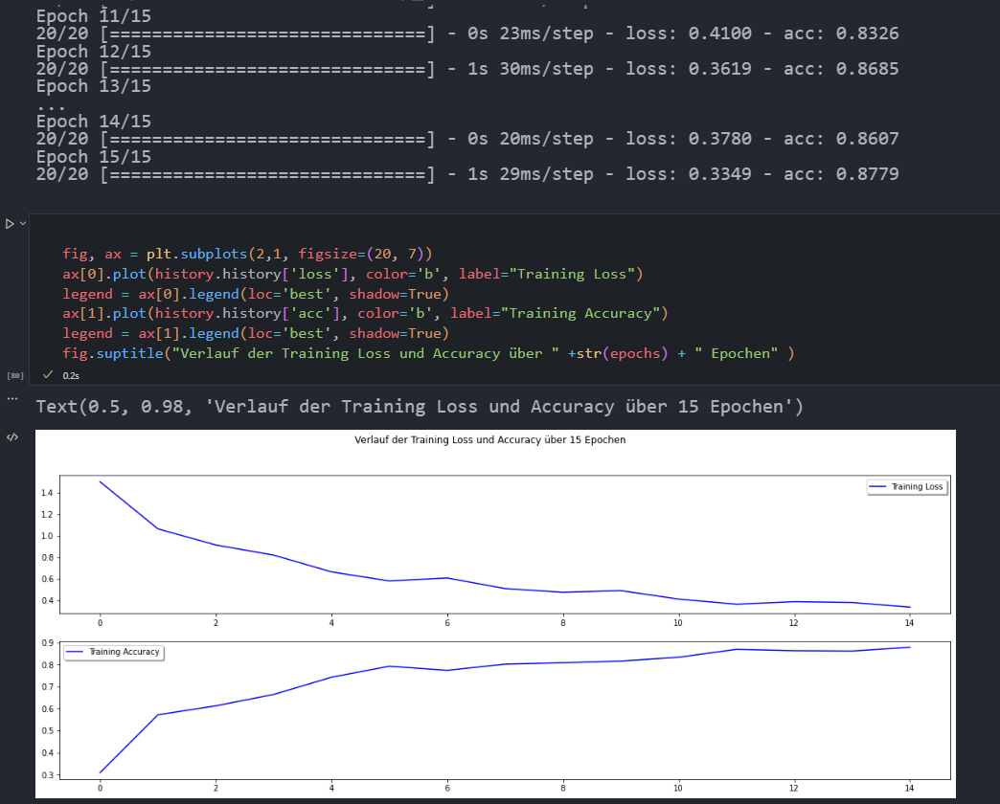 Epoch 11/15
20/20 [==============================] - 0s 23ms/step - loss: 0.4100 - acc: 0.8326
Epoch 12/15
20/20 [==============================] - 1s 30ms/step - loss: 0.3619 - acc: 0.8685
Epoch 13/15
...
Epoch 14/15
20/20 [==============================] - 0s 20ms/step - loss: 0.3780 - acc: 0.8607
Epoch 15/15
20/20 [==============================] - 1s 29ms/step - loss: 0.3349 - acc: 0.8779
fig, ax = plt.subplots(2,1, figsize=(20, 7))
ax[0].plot(history.history['loss'], color='b', label="Training Loss")
legend = ax[0].legend(loc='best', shadow=True)
ax[1].plot(history.history['acc'], color='b', label="Training Accuracy")
legend = ax[1].legend(loc='best', shadow=True)
fig.suptitle("Verlauf der Training Loss und Accuracy über " +str(epochs) + " Epochen" )
[80]
0.2s
...
Text(0.5, 0.98, 'Verlauf der Training Loss und Accuracy über 15 Epochen')
Verlauf der Training Loss und Accuracy über 15 Epochen
Training Loss
1.4
1.2
1.0
0.8
0.6
0.4
0 2 4 6 8 10 12 14
Training Accuracy
0.9
0.8
0.7
0.6
0.5
0.4
0.3
0 2 4 6 8 10 12 14